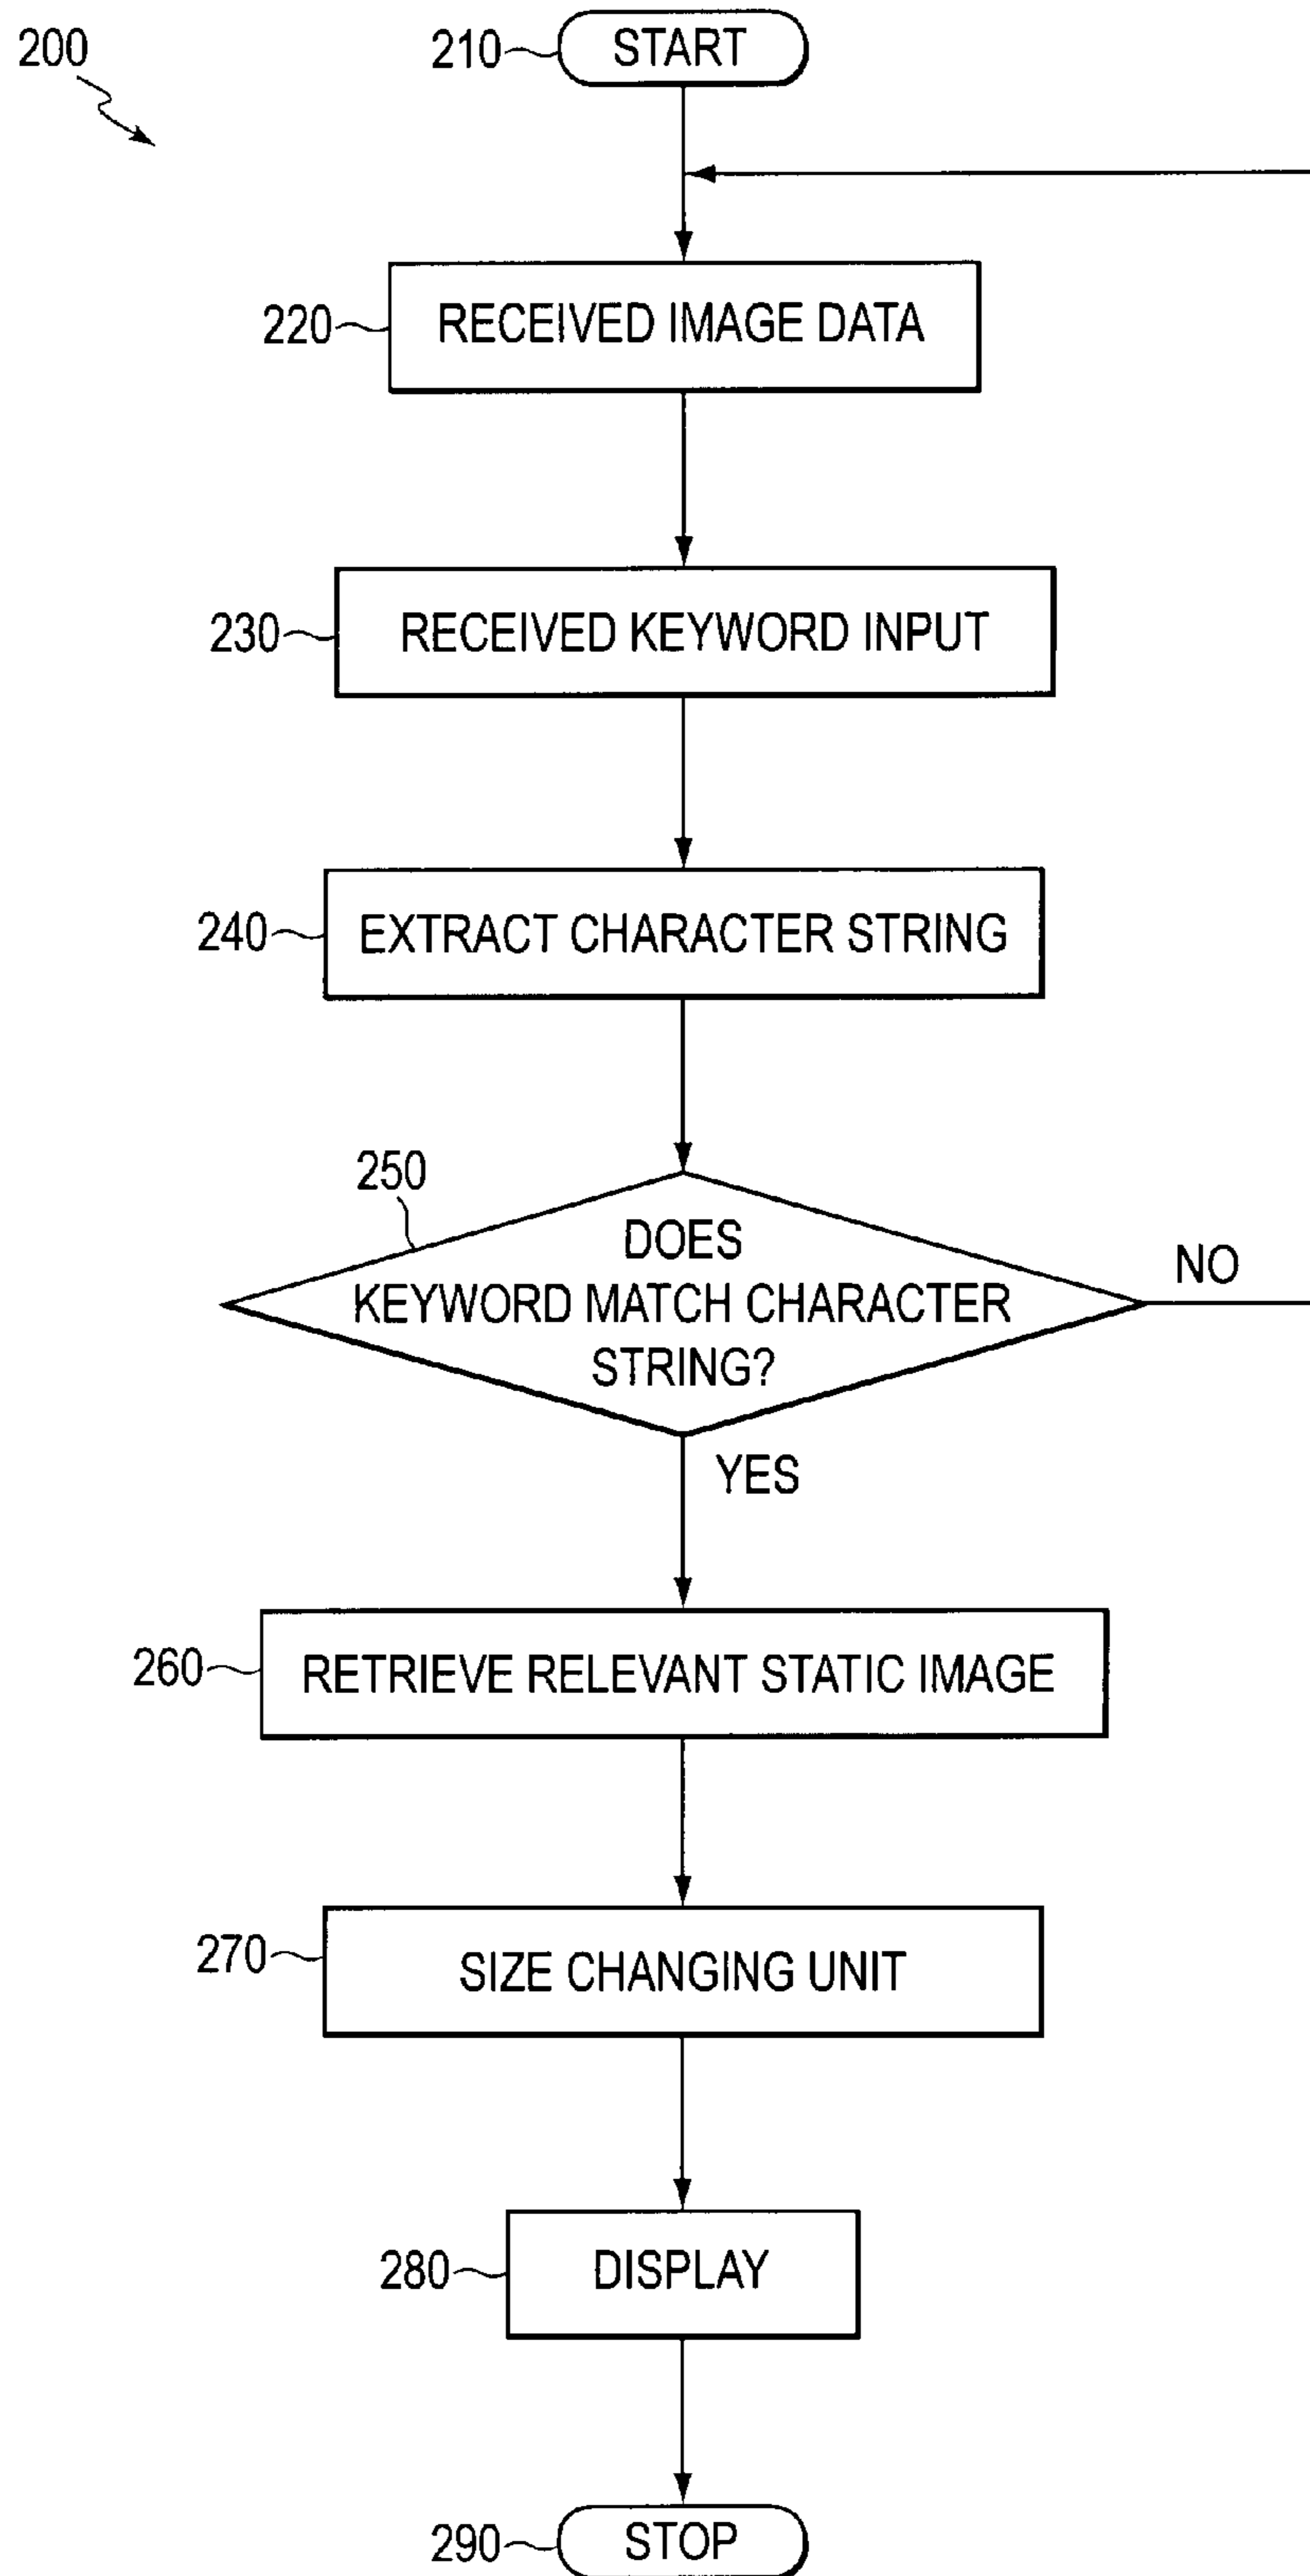 200
210
START
220
RECEIVED IMAGE DATA
230
RECEIVED KEYWORD INPUT
240
EXTRACT CHARACTER STRING
250
DOES
KEYWORD MATCH CHARACTER
STRING?
NO
YES
260
RETRIEVE RELEVANT STATIC IMAGE
270
SIZE CHANGING UNIT
280
DISPLAY
290
STOP